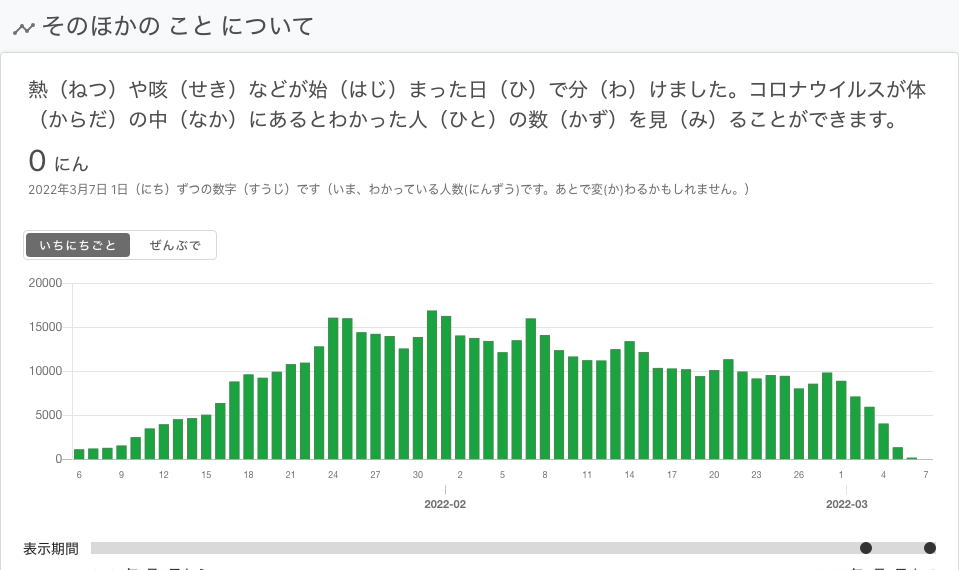 そのほかの こと について
熱（ねつ）や咳（せき）などが始（はじ）まった日（ひ）で分（わ）けました。コロナウイルスが体
（からだ）の中（なか）にあるとわかった人（ひと）の数（かず）を見（み）ることができます。
0 にん
2022年3月7日 1日（にち）ずつの数字（すうじ）です（いま、わかっている人数(にんずう)です。あとで変(か)わるかもしれません。）
いちにちごと ぜんぶで
20000
15000
10000
5000
0
6 9 12 15 18 21 24 27 30 2 5 8 11 14 17 20 23 26 1 4 7
2022-02 2022-03
表示期間